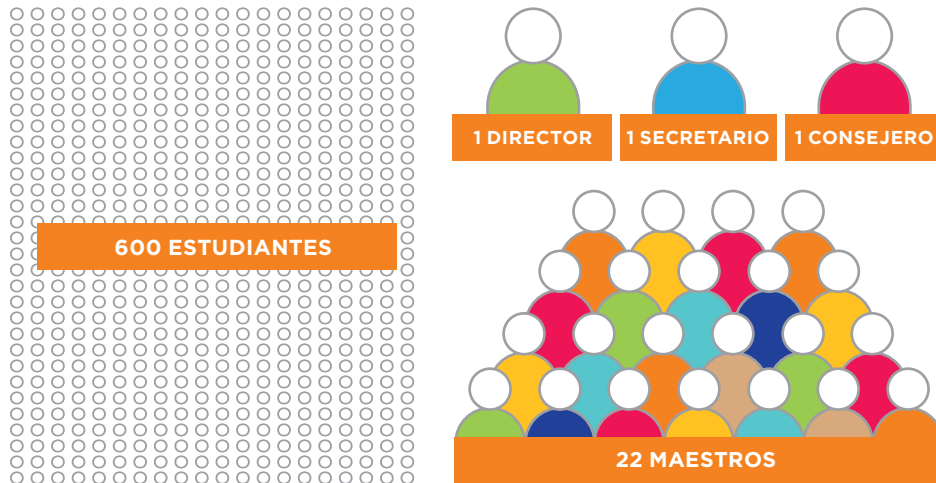 600 ESTUDIANTES
1 DIRECTOR
1 SECRETARIO
1 CONSEJERO
22 MAESTROS